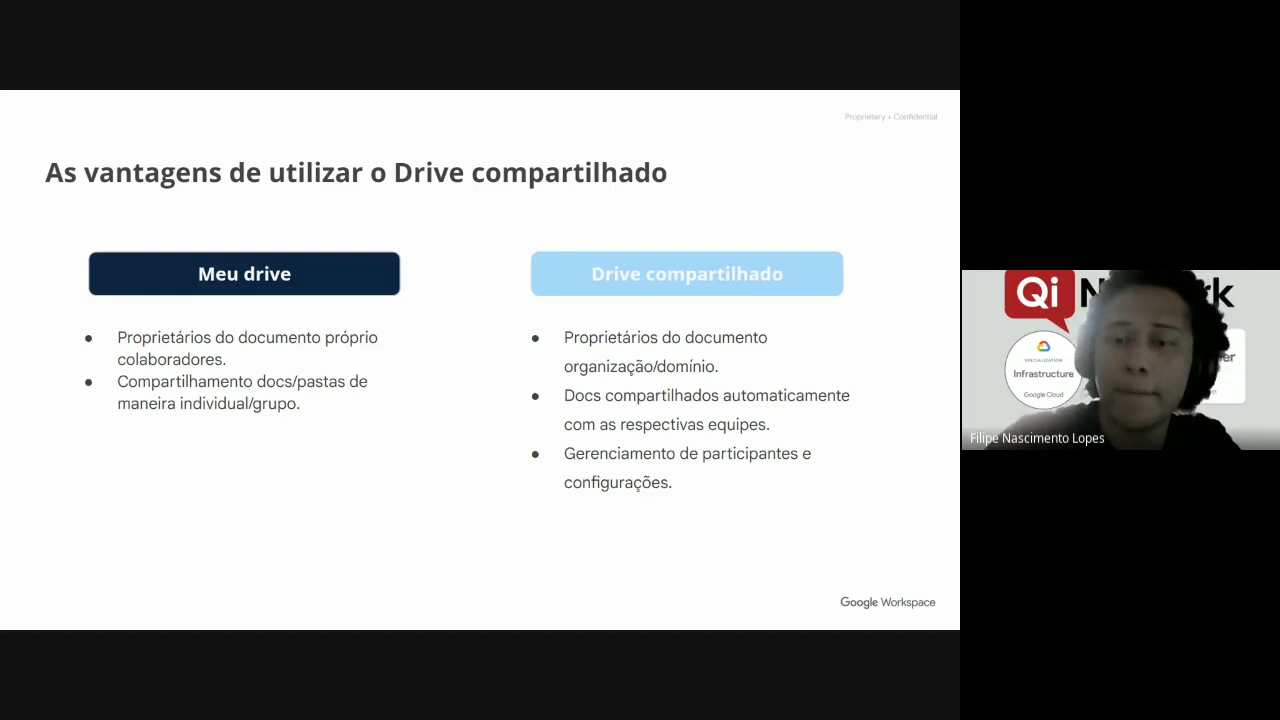 Proprietary + Confidential
As vantagens de utilizar o Drive compartilhado
Meu drive
Proprietários do documento próprio
colaboradores.
Compartilhamento docs/pastas de
maneira individual/grupo.
Drive compartilhado
Proprietários do documento
organização/domínio.
Docs compartilhados automaticamente
com as respectivas equipes.
Gerenciamento de participantes e
configurações.
Google Workspace
Qi
SPECIALIZATION
Infrastructure
Google Cloud
Filipe Nascimento Lopes